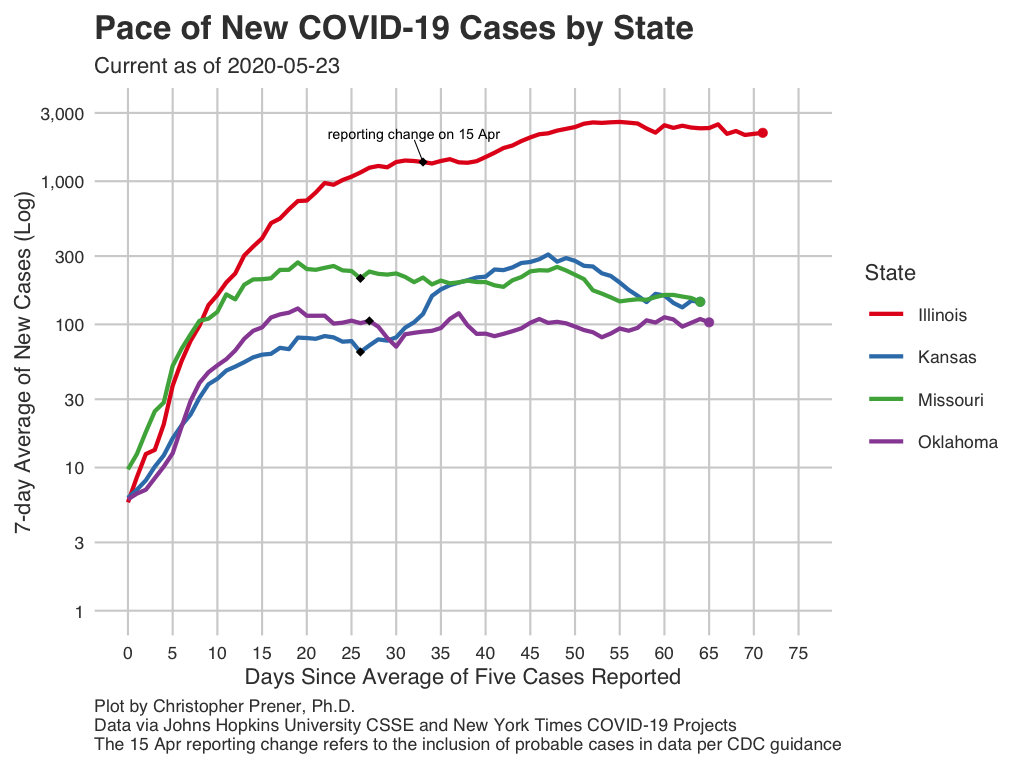 Pace of New COVID-19 Cases by State
Current as of 2020-05-23
7-day Average of New Cases (Log)
3,000
1,000
300
100
30
10
3
1
reporting change on 15 Apr
0 5 10 15 20 25 30 35 40 45 50 55 60 65 70 75
Days Since Average of Five Cases Reported
State
Illinois
Kansas
Missouri
Oklahoma
Plot by Christopher Prener, Ph.D.
Data via Johns Hopkins University CSSE and New York Times COVID-19 Projects
The 15 Apr reporting change refers to the inclusion of probable cases in data per CDC guidance